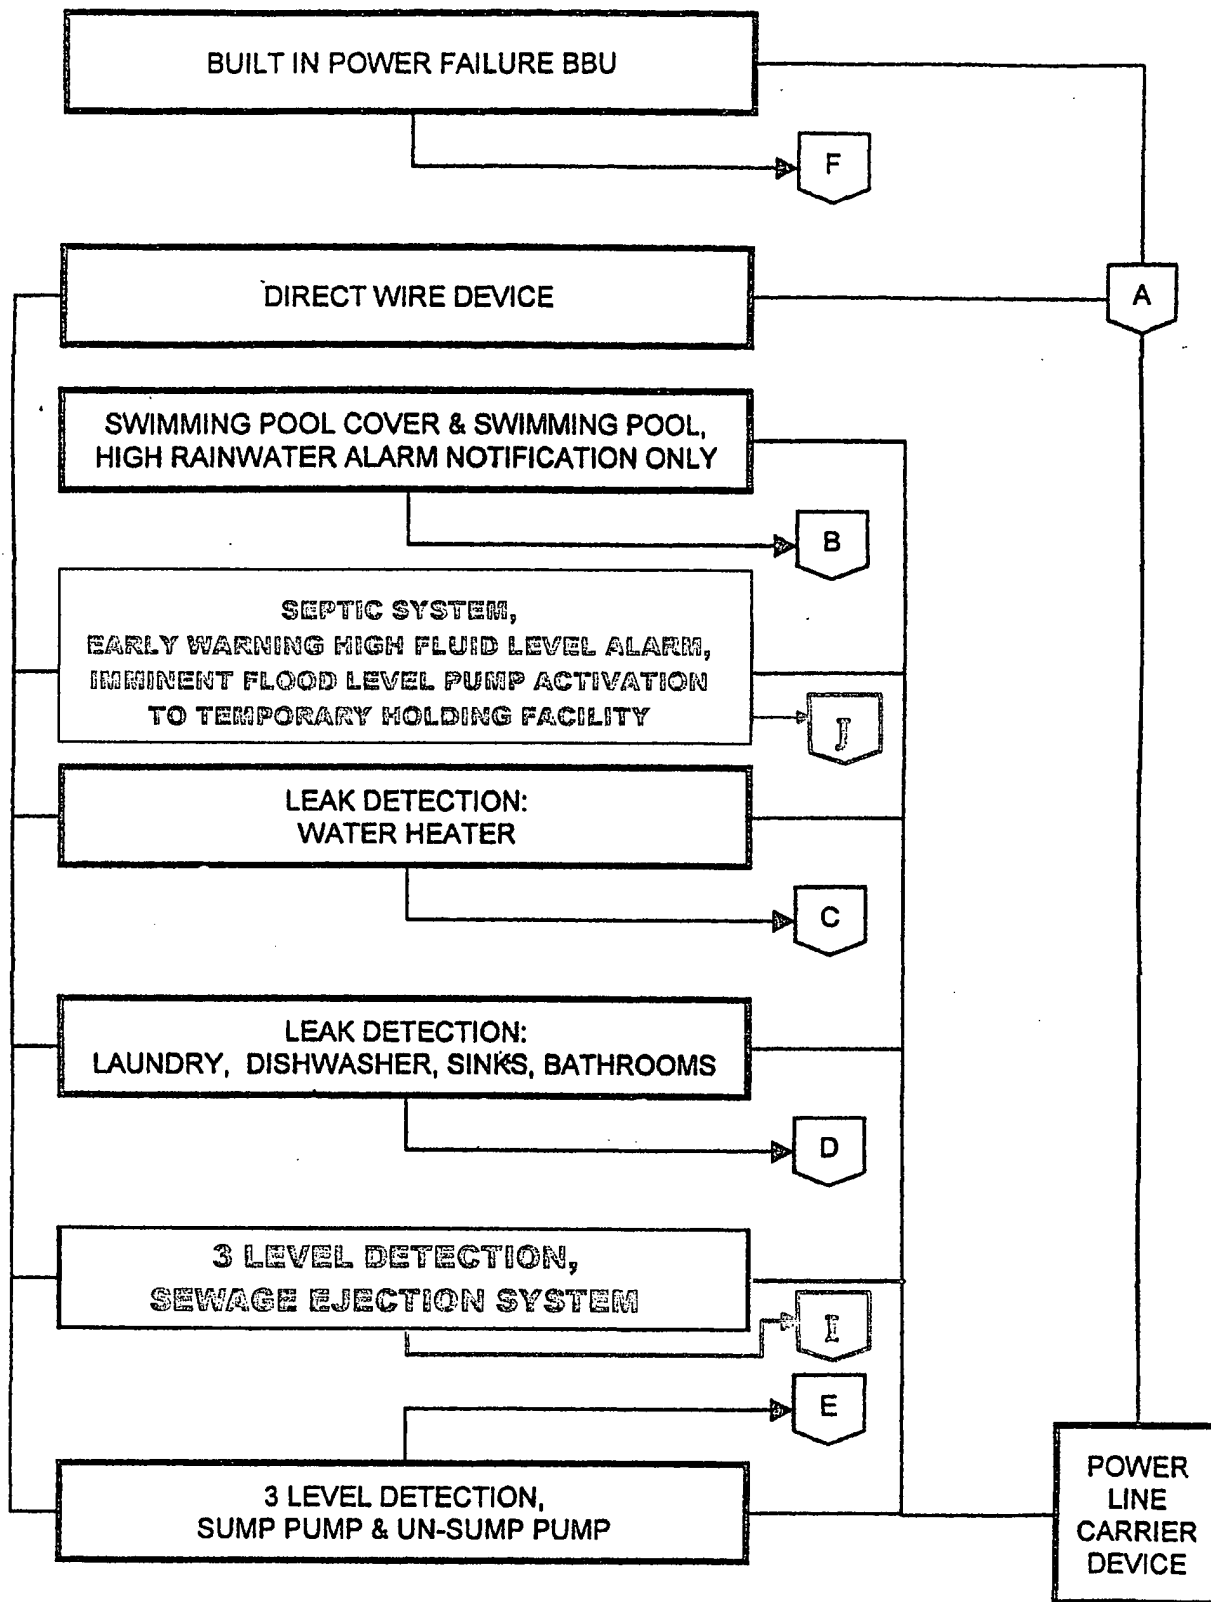 BUILT IN POWER FAILURE BBU
F
DIRECT WIRE DEVICE
A
SWIMMING POOL COVER & SWIMMING POOL,
HIGH RAINWATER ALARM NOTIFICATION ONLY
B
SEPTIC SYSTEM,
EARLY WARNING HIGH FLUID LEVEL ALARM,
IMMINENT FLOOD LEVEL PUMP ACTIVATION
TO TEMPORARY HOLDING FACILITY
J
LEAK DETECTION:
WATER HEATER
C
LEAK DETECTION:
LAUNDRY, DISHWASHER, SINKS, BATHROOMS
D
3 LEVEL DETECTION,
SEWAGE EJECTION SYSTEM
I
E
3 LEVEL DETECTION,
SUMP PUMP & UN-SUMP PUMP
POWER
LINE
CARRIER
DEVICE